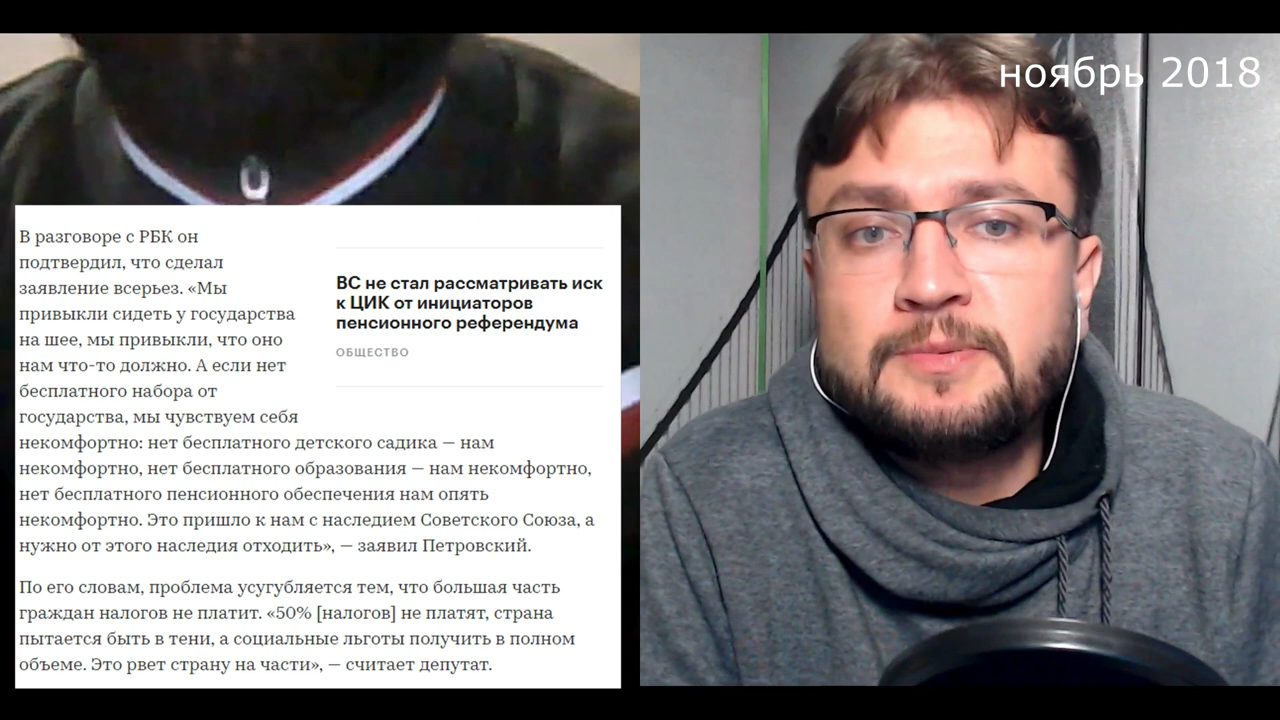 ноябрь 2018
В разговоре с РБК он
подтвердил, что сделал
заявление всерьез. «Мы
привыкли сидеть у государства
на шее, мы привыкли, что оно
нам что-то должно. А если нет
бесплатного набора от
государства, мы чувствуем себя
некомфортно: нет бесплатного детского садика — нам
некомфортно, нет бесплатного образования — нам некомфортно,
нет бесплатного пенсионного обеспечения нам опять
некомфортно. Это пришло к нам с наследием Советского Союза, а
нужно от этого наследия отходить», — заявил Петровский.
ВС не стал рассматривать иск
к ЦИК от инициаторов
пенсионного референдума
ОБЩЕСТВО
По его словам, проблема усугубляется тем, что большая часть
граждан налогов не платит. «50% [налогов] не платят, страна
пытается быть в тени, а социальные льготы получить в полном
объеме. Это рвет страну на части», — считает депутат.